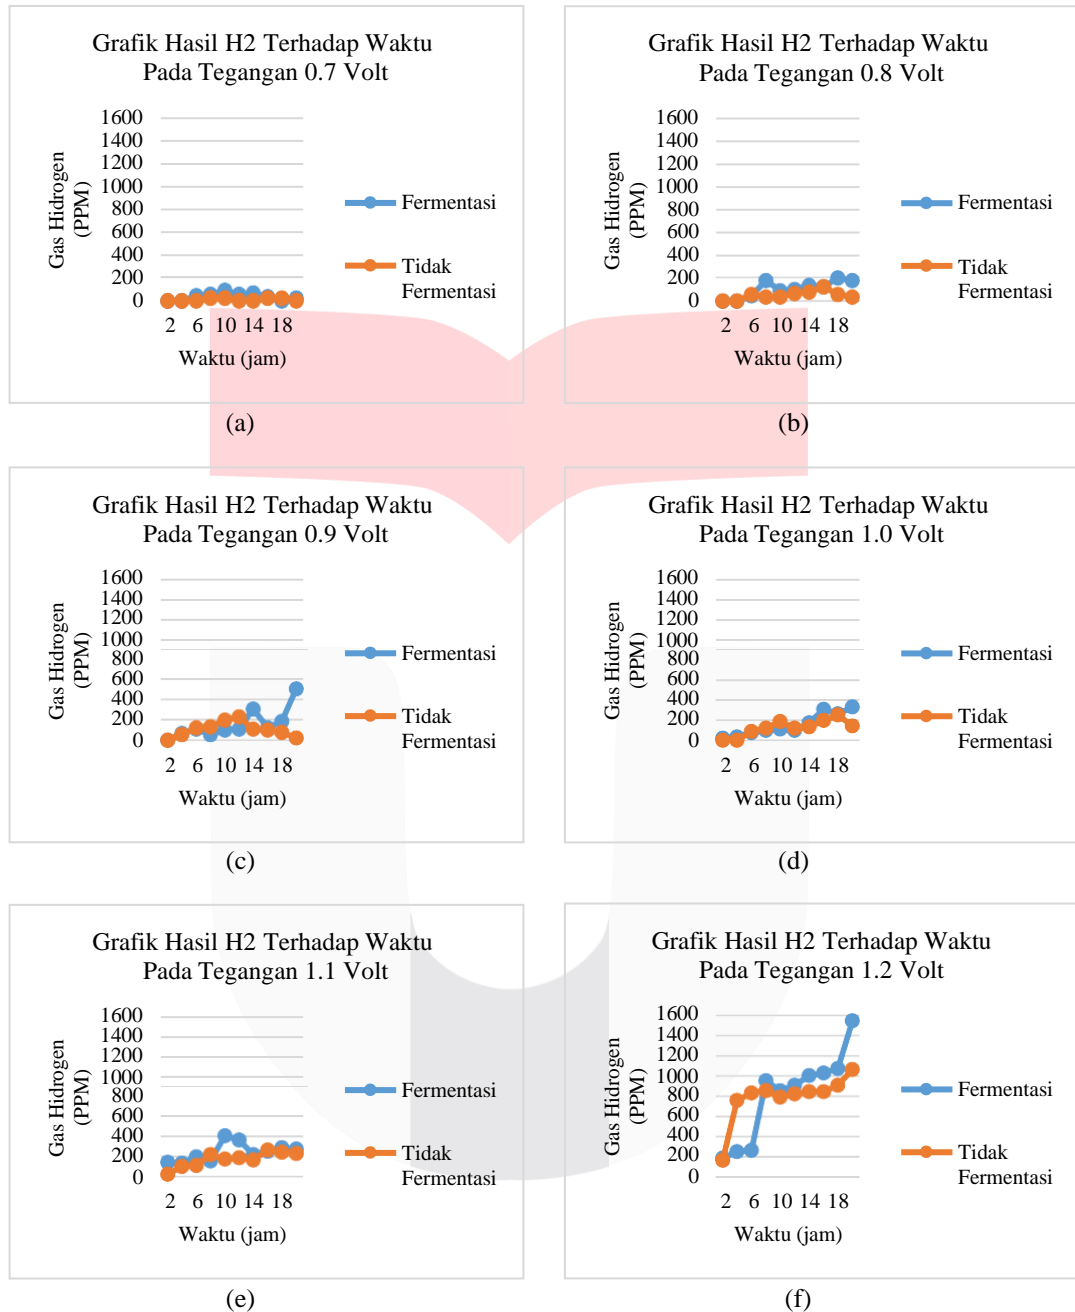 Grafik Hasil H2 Terhadap Waktu
Pada Tegangan 0.7 Volt
Gas Hidrogen
(PPM)
1600
1400
1200
1000
800
600
400
200
0
2 6 10 14 18
Waktu (jam)
Fermentasi
Tidak
Fermentasi
(a)
Grafik Hasil H2 Terhadap Waktu
Pada Tegangan 0.8 Volt
Gas Hidrogen
(PPM)
1600
1400
1200
1000
800
600
400
200
0
2 6 10 14 18
Waktu (jam)
Fermentasi
Tidak
Fermentasi
(b)
Grafik Hasil H2 Terhadap Waktu
Pada Tegangan 0.9 Volt
Gas Hidrogen
(PPM)
1600
1400
1200
1000
800
600
400
200
0
2 6 10 14 18
Waktu (jam)
Fermentasi
Tidak
Fermentasi
(c)
Grafik Hasil H2 Terhadap Waktu
Pada Tegangan 1.0 Volt
Gas Hidrogen
(PPM)
1600
1400
1200
1000
800
600
400
200
0
2 6 10 14 18
Waktu (jam)
Fermentasi
Tidak
Fermentasi
(d)
Grafik Hasil H2 Terhadap Waktu
Pada Tegangan 1.1 Volt
Gas Hidrogen
(PPM)
1600
1400
1200
1000
800
600
400
200
0
2 6 10 14 18
Waktu (jam)
Fermentasi
Tidak
Fermentasi
(e)
Grafik Hasil H2 Terhadap Waktu
Pada Tegangan 1.2 Volt
Gas Hidrogen
(PPM)
1600
1400
1200
1000
800
600
400
200
0
2 6 10 14 18
Waktu (jam)
Fermentasi
Tidak
Fermentasi
(f)